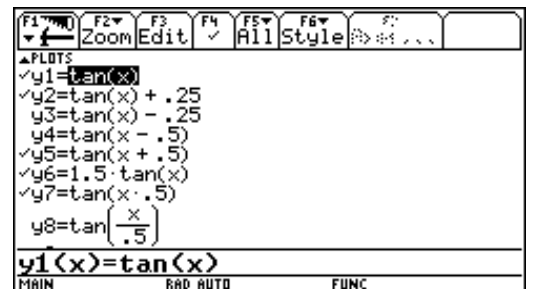 F1 F2▾ F3 F4 F5▾ F6▾
▾ Zoom Edit ✓ All Style
▲PLOTS
✓y1=tan(x)
✓y2=tan(x) + .25
y3=tan(x) − .25
y4=tan(x − .5)
✓y5=tan(x + .5)
✓y6=1.5·tan(x)
✓y7=tan(x·.5)
y8=tan(x/.5)
y1(x)=tan(x)
MAIN RAD AUTO FUNC